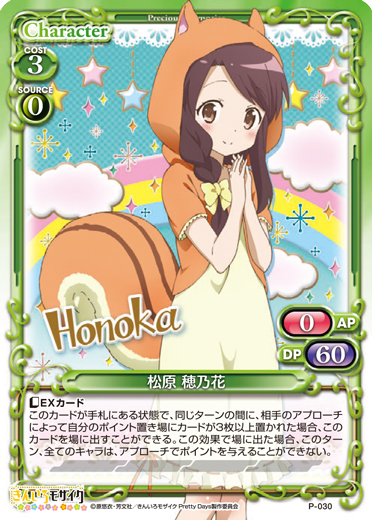 Precious Memories
Character
COST
3
SOURCE
0
Honoka
0 AP
DP 60
松原 穂乃花
EXカード
このカードが手札にある状態で、同じターンの間に、相手のアプローチ
によって自分のポイント置き場にカードが3枚以上置かれた場合、この
カードを場に出すことができる。この効果で場に出た場合、このター
ン、全てのキャラは、アプローチでポイントを与えることができない。
きんいろモザイク
©原悠衣・芳文社/きんいろモザイク Pretty Days製作委員会
P-030